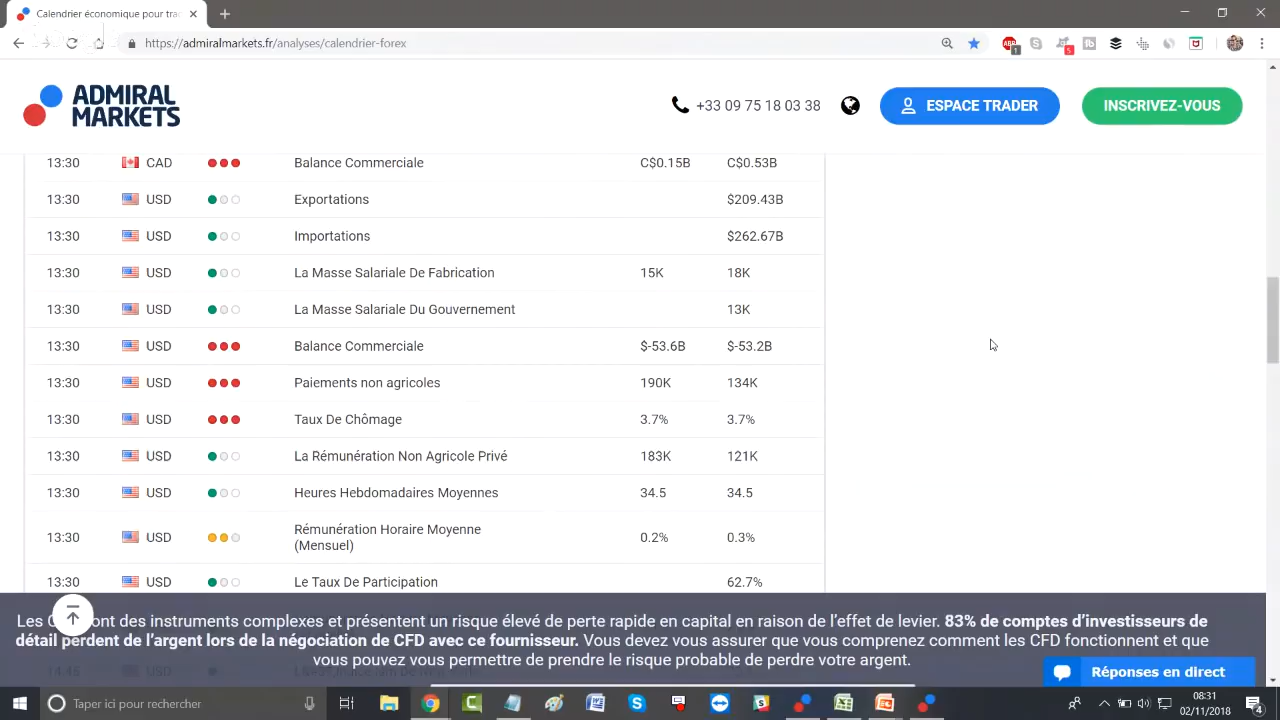 Calendrier économique pour tra
https://admiralmarkets.fr/analyses/calendrier-forex
ABP
1
5
ADMIRAL
MARKETS
+33 09 75 18 03 38
ESPACE TRADER
INSCRIVEZ-VOUS
13:30 CAD Balance Commerciale C$0.15B C$0.53B
13:30 USD Exportations $209.43B
13:30 USD Importations $262.67B
13:30 USD La Masse Salariale De Fabrication 15K 18K
13:30 USD La Masse Salariale Du Gouvernement 13K
13:30 USD Balance Commerciale $-53.6B $-53.2B
13:30 USD Paiements non agricoles 190K 134K
13:30 USD Taux De Chômage 3.7% 3.7%
13:30 USD La Rémunération Non Agricole Privé 183K 121K
13:30 USD Heures Hebdomadaires Moyennes 34.5 34.5
13:30 USD Rémunération Horaire Moyenne 0.2% 0.3%
(Mensuel)
13:30 USD Le Taux De Participation 62.7%
Les ont des instruments complexes et présentent un risque élevé de perte rapide en capital en raison de l'effet de levier. 83% de comptes d'investisseurs de
détail perdent de l'argent lors de la négociation de CFD avec ce fournisseur. Vous devez vous assurer que vous comprenez comment les CFD fonctionnent et que
vous pouvez vous permettre de prendre le risque probable de perdre votre argent.
Réponses en direct
Taper ici pour rechercher
08:31
02/11/2018
4